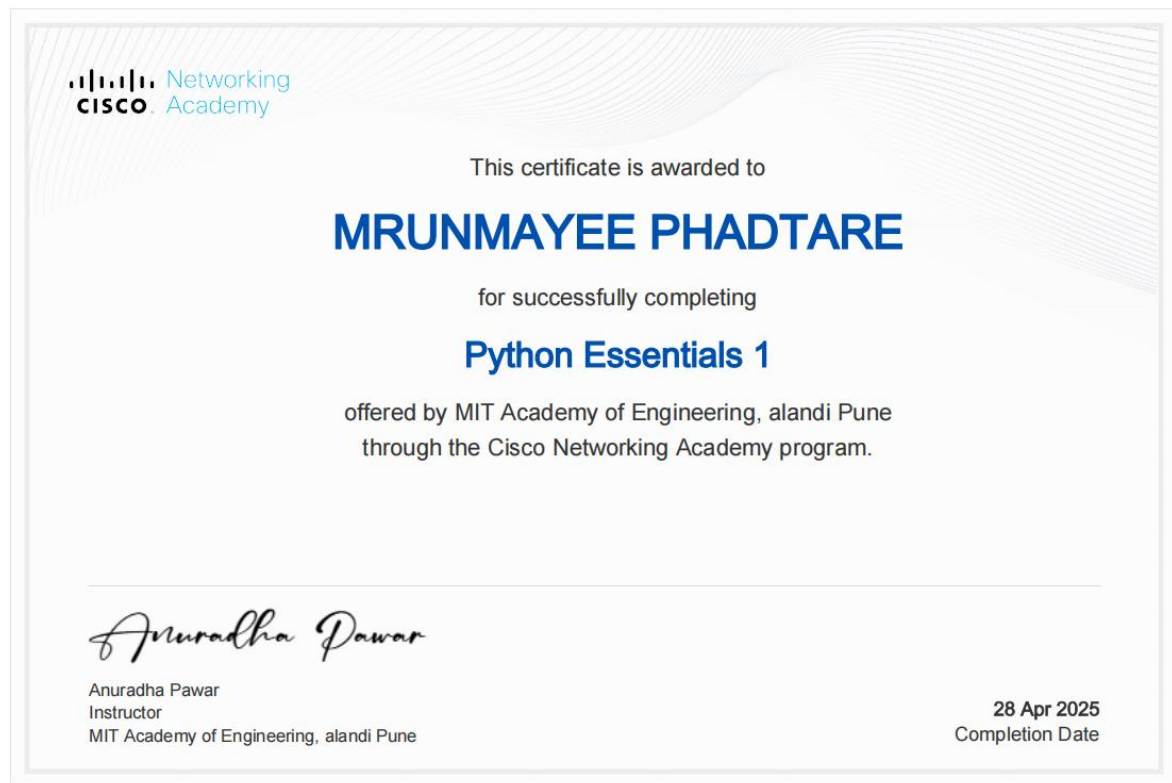 Networking
CISCO Academy
This certificate is awarded to
MRUNMAYEE PHADTARE
for successfully completing
Python Essentials 1
offered by MIT Academy of Engineering, alandi Pune
through the Cisco Networking Academy program.
Anuradha Pawar
Anuradha Pawar
Instructor
MIT Academy of Engineering, alandi Pune
28 Apr 2025
Completion Date